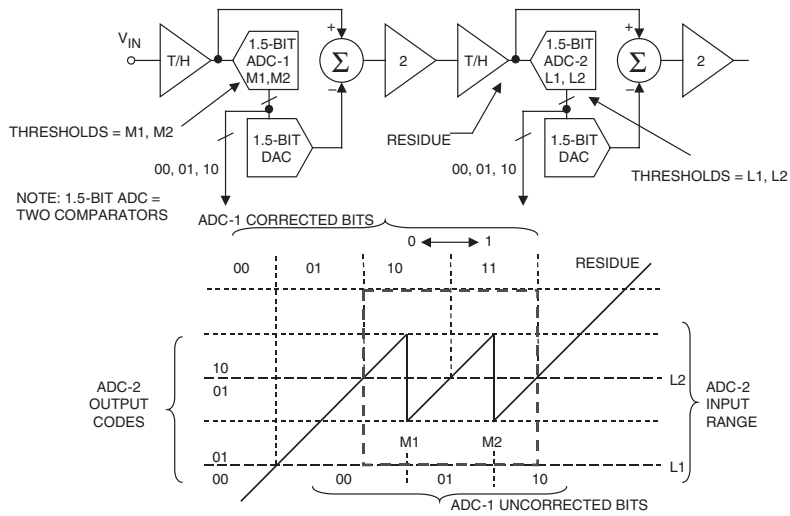 V_IN
T/H
1.5-BIT
ADC-1
M1,M2
+
Σ
−
2
T/H
1.5-BIT
ADC-2
L1, L2
+
Σ
−
2
THRESHOLDS = M1, M2
1.5-BIT
DAC
RESIDUE
1.5-BIT
DAC
00, 01, 10
00, 01, 10
THRESHOLDS = L1, L2
NOTE: 1.5-BIT ADC =
TWO COMPARATORS
ADC-1 CORRECTED BITS
0 1
00 01 10 11
RESIDUE
ADC-2
OUTPUT
CODES
10
01
01
00
L2
L1
ADC-2
INPUT
RANGE
M1 M2
00 01 10
ADC-1 UNCORRECTED BITS